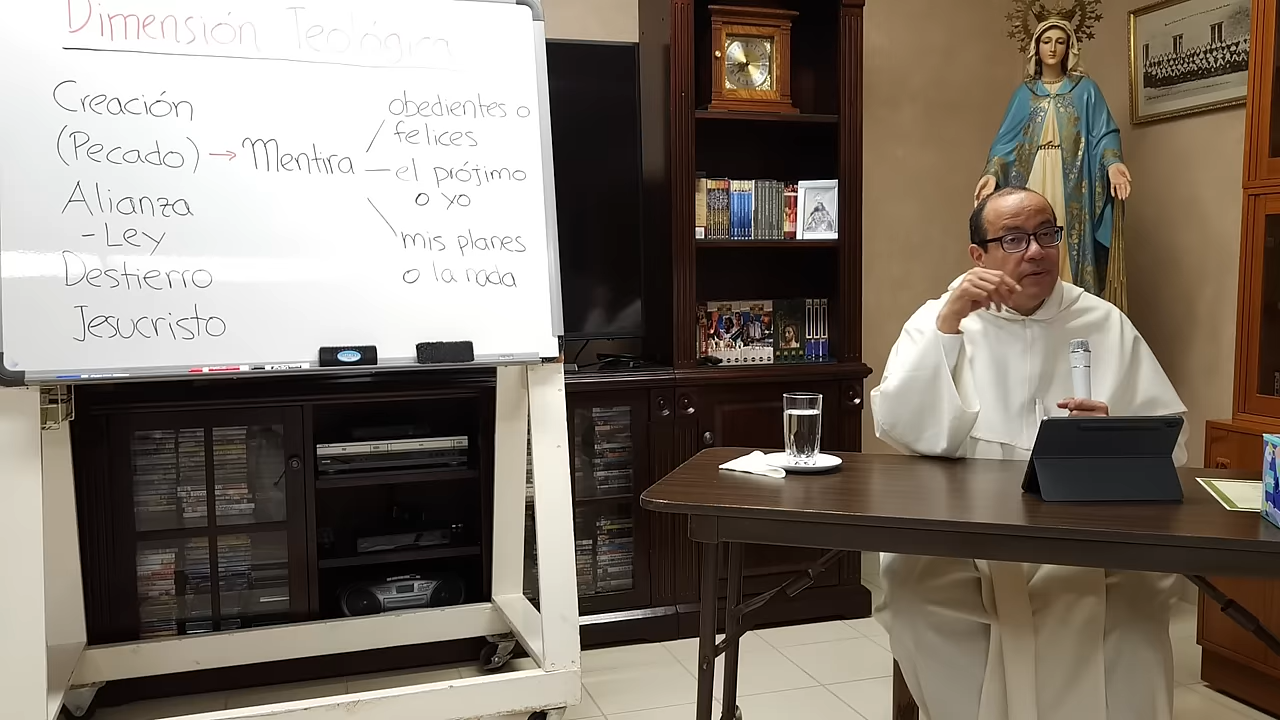 Dimensión Teológica
Creación
(Pecado) → Mentira
Alianza
- Ley
Destierro
Jesucristo
obedientes o
felices
el prójimo
o yo
mis planes
o la nada